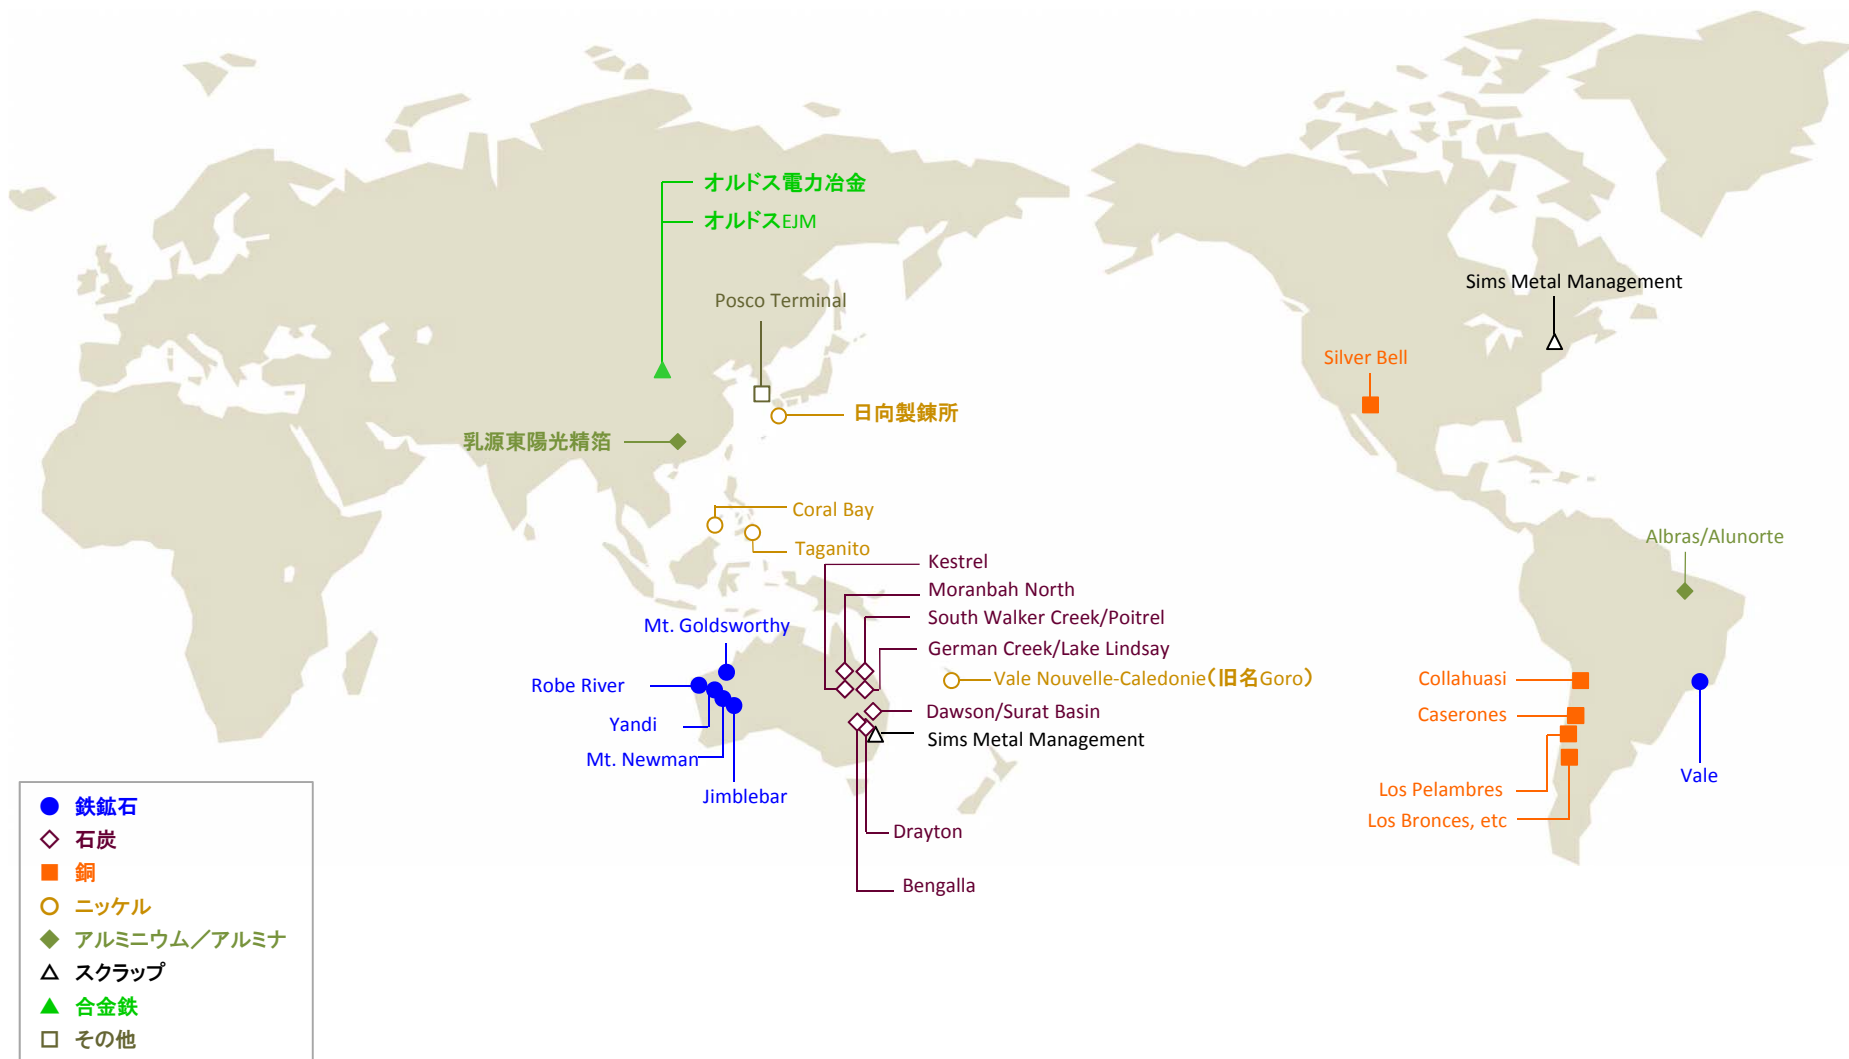 オルドス電力冶金
オルドスEJM
Sims Metal Management
Posco Terminal
Silver Bell
日向製錬所
乳源東陽光精箔
Coral Bay
Albras/Alunorte
Taganito
Kestrel
Moranbah North
South Walker Creek/Poitrel
Mt. Goldsworthy
German Creek/Lake Lindsay
Vale Nouvelle-Caledonie(旧名Goro)
Collahuasi
Robe River
Dawson/Surat Basin
Caserones
Yandi
Sims Metal Management
Mt. Newman
Vale
Los Pelambres
Jimblebar
Los Bronces, etc
Drayton
Bengalla
鉄鉱石
石炭
銅
ニッケル
アルミニウム／アルミナ
スクラップ
合金鉄
その他